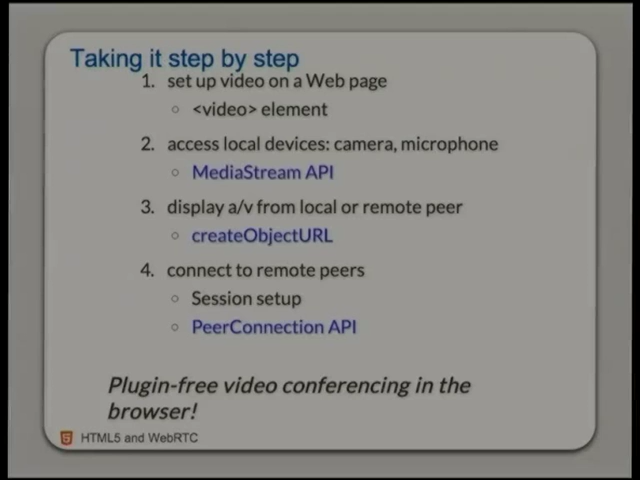 Taking it step by step
1. set up video on a Web page
○ <video> element
2. access local devices: camera, microphone
○ MediaStream API
3. display a/v from local or remote peer
○ createObjectURL
4. connect to remote peers
○ Session setup
○ PeerConnection API
Plugin-free video conferencing in the
browser!
5 HTML5 and WebRTC